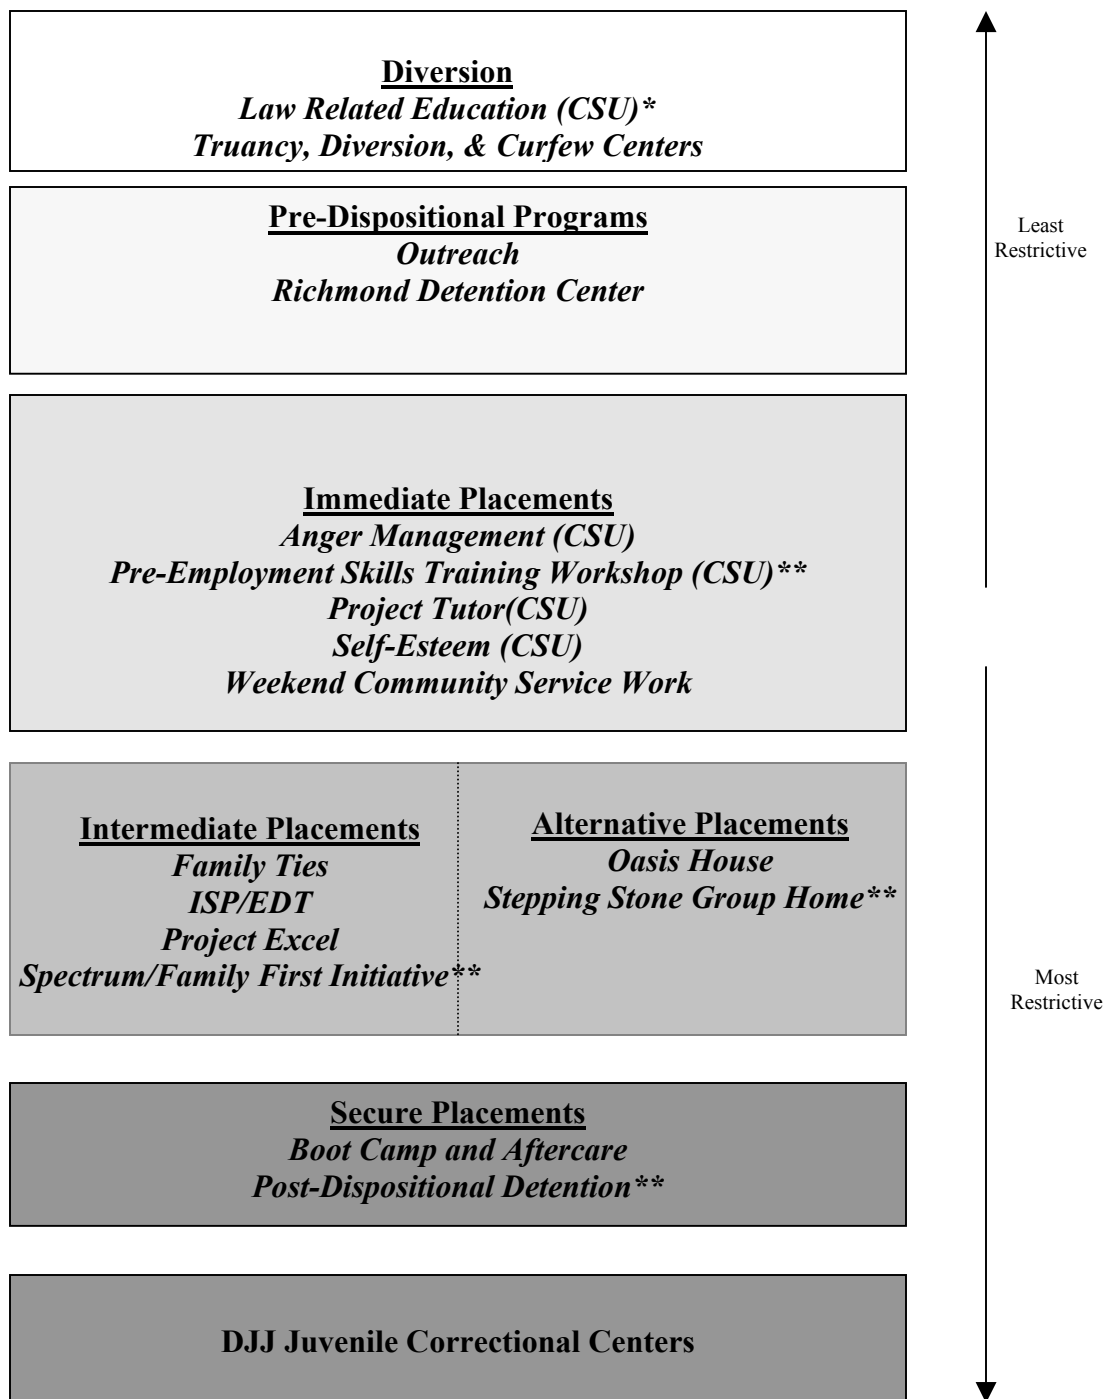 Diversion
Law Related Education (CSU)*
Truancy, Diversion, & Curfew Centers
Pre-Dispositional Programs
Outreach
Richmond Detention Center
Least
Restrictive
Immediate Placements
Anger Management (CSU)
Pre-Employment Skills Training Workshop (CSU)**
Project Tutor(CSU)
Self-Esteem (CSU)
Weekend Community Service Work
Intermediate Placements
Family Ties
ISP/EDT
Project Excel
Spectrum/Family First Initiative**
Alternative Placements
Oasis House
Stepping Stone Group Home**
Most
Restrictive
Secure Placements
Boot Camp and Aftercare
Post-Dispositional Detention**
DJJ Juvenile Correctional Centers